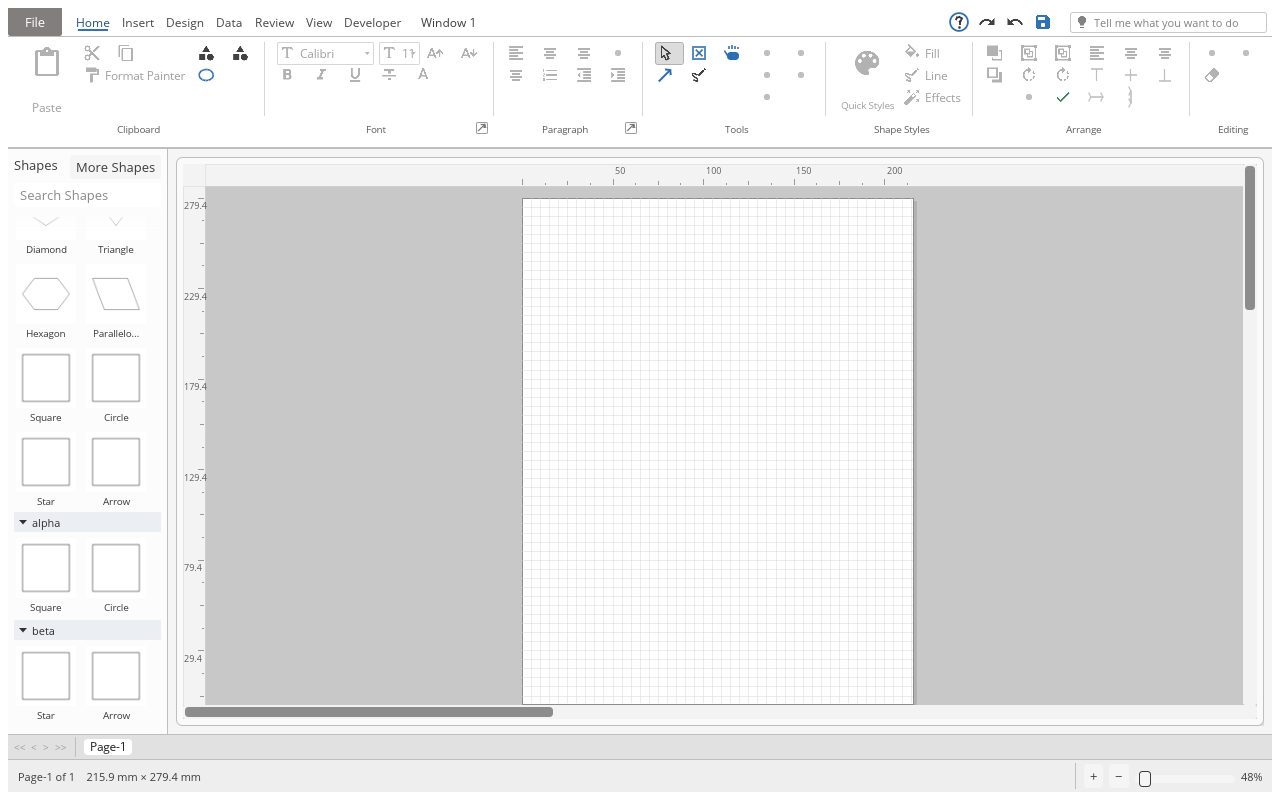 File Home Insert Design Data Review View Developer Window 1 Tell me what you want to do
Paste
Format Painter
Clipboard
Calibri 11
Font
Paragraph
Tools
Quick Styles
Fill
Line
Effects
Shape Styles
Arrange
Editing
Shapes More Shapes
Search Shapes
Diamond Triangle
Hexagon Parallelo...
Square Circle
Star Arrow
alpha
Square Circle
beta
Star Arrow
50 100 150 200
279.4
229.4
179.4
129.4
79.4
29.4
<< < > >> Page-1
Page-1 of 1 215.9 mm × 279.4 mm + − 48%